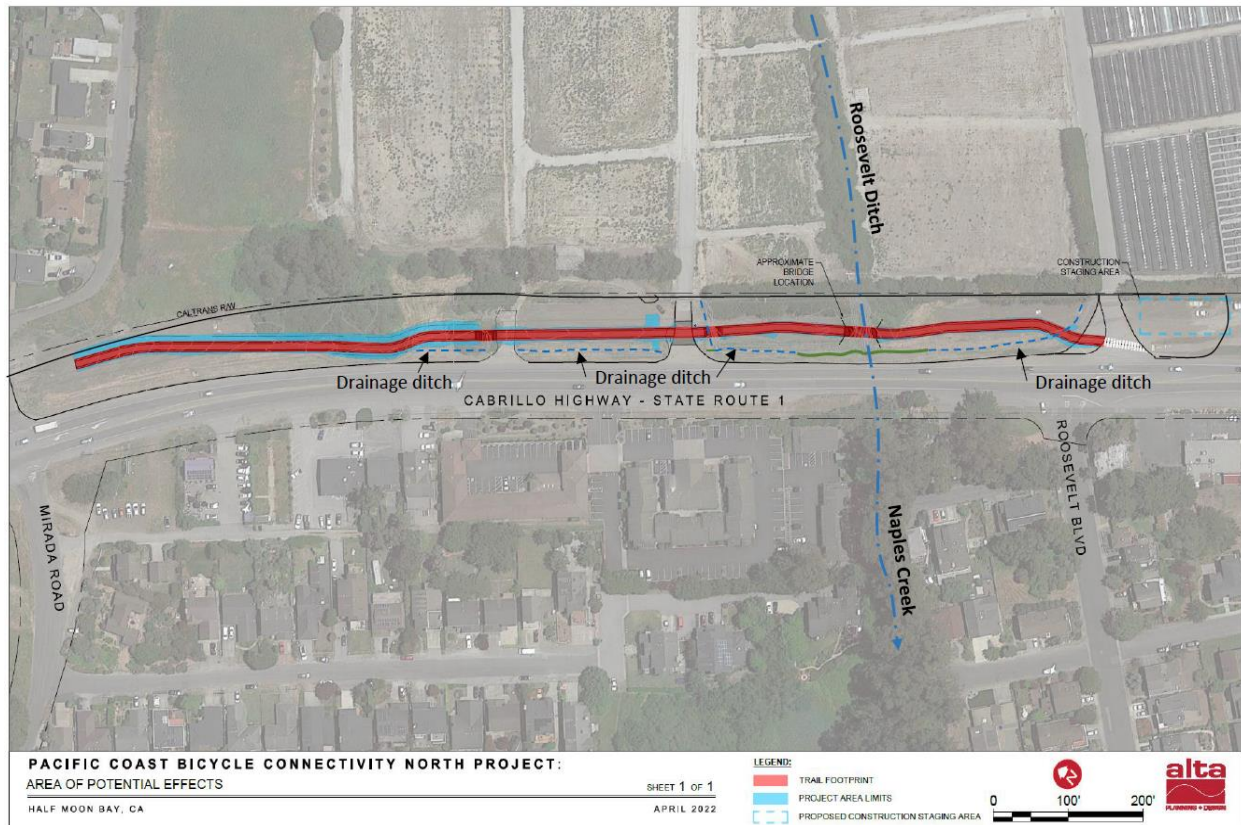 Roosevelt Ditch
APPROXIMATE
BRIDGE
LOCATION
CONSTRUCTION
STAGING AREA
CALTRANS R/W
Drainage ditch
Drainage ditch
Drainage ditch
CABRILLO HIGHWAY - STATE ROUTE 1
MIRADA ROAD
Naples Creek
ROOSEVELT BLVD
PACIFIC COAST BICYCLE CONNECTIVITY NORTH PROJECT:
AREA OF POTENTIAL EFFECTS
SHEET 1 OF 1
HALF MOON BAY, CA
APRIL 2022
LEGEND:
TRAIL FOOTPRINT
PROJECT AREA LIMITS
PROPOSED CONSTRUCTION STAGING AREA
Z
0 100' 200'
alta
PLANNING + DESIGN